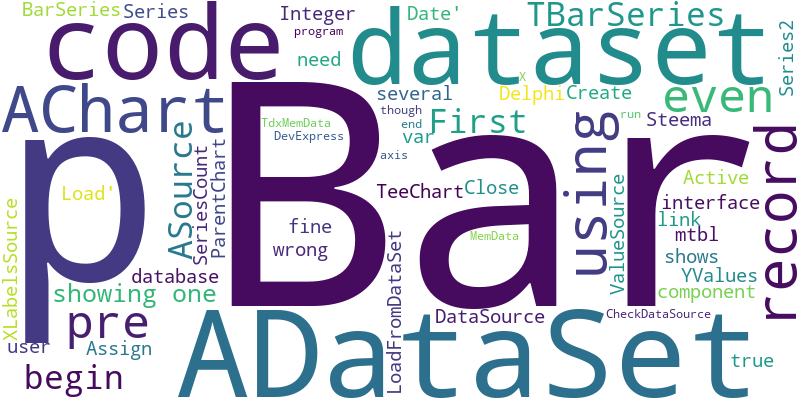 BarSeries Series Integer Date' TBarSeries
program
code need dataset Series2
several X Delphi Create even
AChart though First run Steema
TdxMemData DevExpress end var
p Bar using record
axis
ASource SeriesCount ParentChart
Load' TeeChart Close Active
XLabelsSource fine ValueSource interface
wrong LoadFromDataSet MemData link mtbl
shows
database YValues
showing one component
pre DataSource CheckDataSource
user Assign ADataSet true
begin